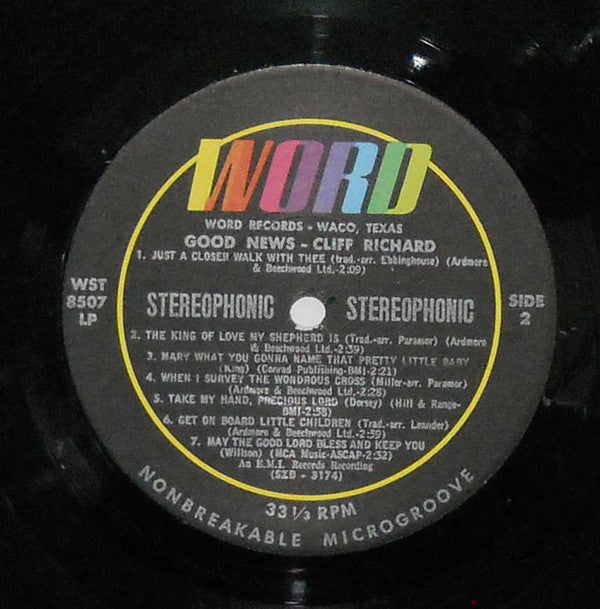 WORD
WORD RECORDS - WACO, TEXAS
GOOD NEWS - CLIFF RICHARD
1. JUST A CLOSER WALK WITH THEE (trad.-arr. Ebbinghouse) (Ardmore
& Beechwood Ltd.-2:09)
WST
8507
LP
STEREOPHONIC STEREOPHONIC
SIDE
2
2. THE KING OF LOVE MY SHEPHERD IS (Trad.-arr. Paramor) (Ardmore
& Beechwood Ltd.-2:39)
3. MARY WHAT YOU GONNA NAME THAT PRETTY LITTLE BABY
(King) (Conrad Publishing-BMI-2:21)
4. WHEN I SURVEY THE WONDROUS CROSS (Miller-arr. Paramor)
(Ardmore & Beechwood Ltd.-2:28)
5. TAKE MY HAND, PRECIOUS LORD (Dorsey) (Hill & Range-
BMI-2:58)
6. GET ON BOARD LITTLE CHILDREN (Trad.-arr. Leander)
(Ardmore & Beechwood Ltd.-2:39)
7. MAY THE GOOD LORD BLESS AND KEEP YOU
(Willson) (MCA Music-ASCAP-2:32)
An E.M.I. Records Recording
(SZB - 3174)
33 1/3 RPM
NONBREAKABLE MICROGROOVE